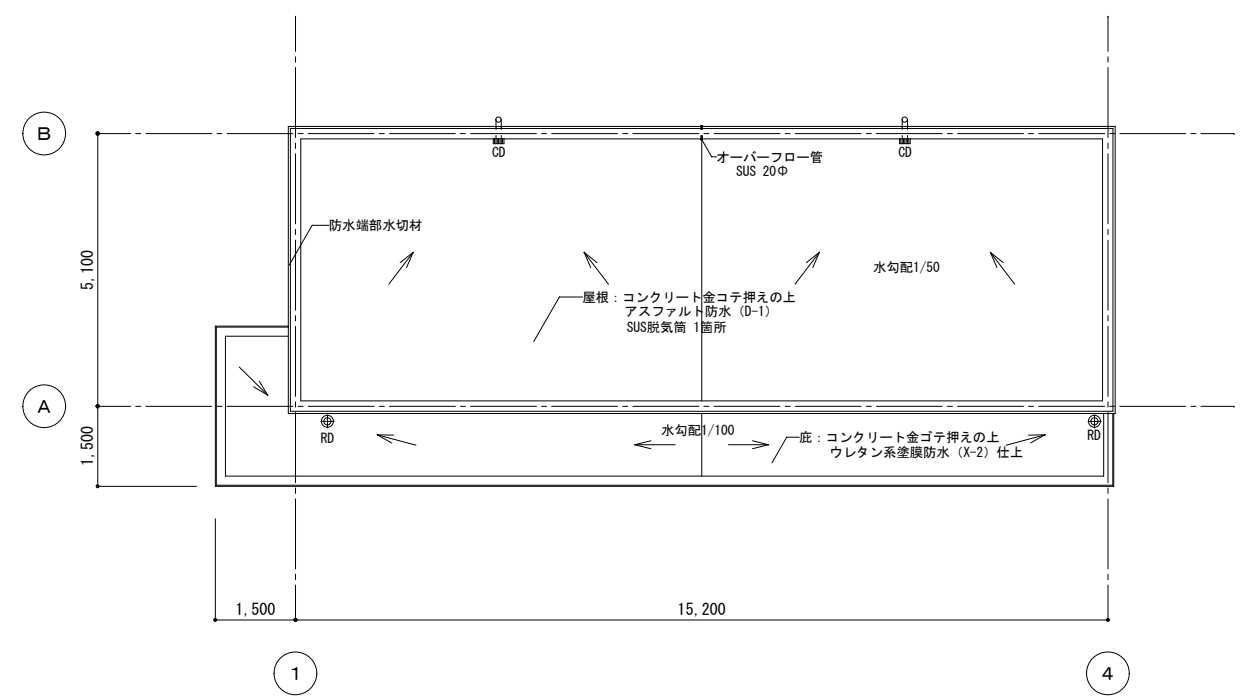 B
CD
CD
オーバーフロー管
SUS 20Φ
防水端部水切材
5,100
水勾配1/50
屋根：コンクリート金コテ押えの上
アスファルト防水（D-1）
SUS脱気筒 1箇所
A
RD
水勾配1/100
RD
庇：コンクリート金ゴテ押えの上
ウレタン系塗膜防水（X-2）仕上
1,500
1,500
15,200
1
4